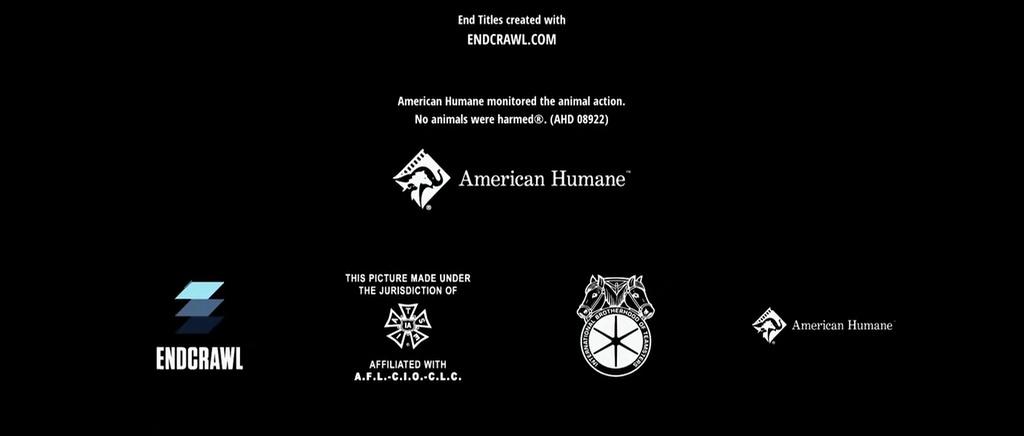 End Titles created with
ENDCRAWL.COM
American Humane monitored the animal action.
No animals were harmed®. (AHD 08922)
American Humane™
THIS PICTURE MADE UNDER
THE JURISDICTION OF
IATSE
AFFILIATED WITH
A.F.L.-C.I.O.-C.L.C.
ENDCRAWL
INTERNATIONAL BROTHERHOOD OF TEAMSTERS
American Humane™